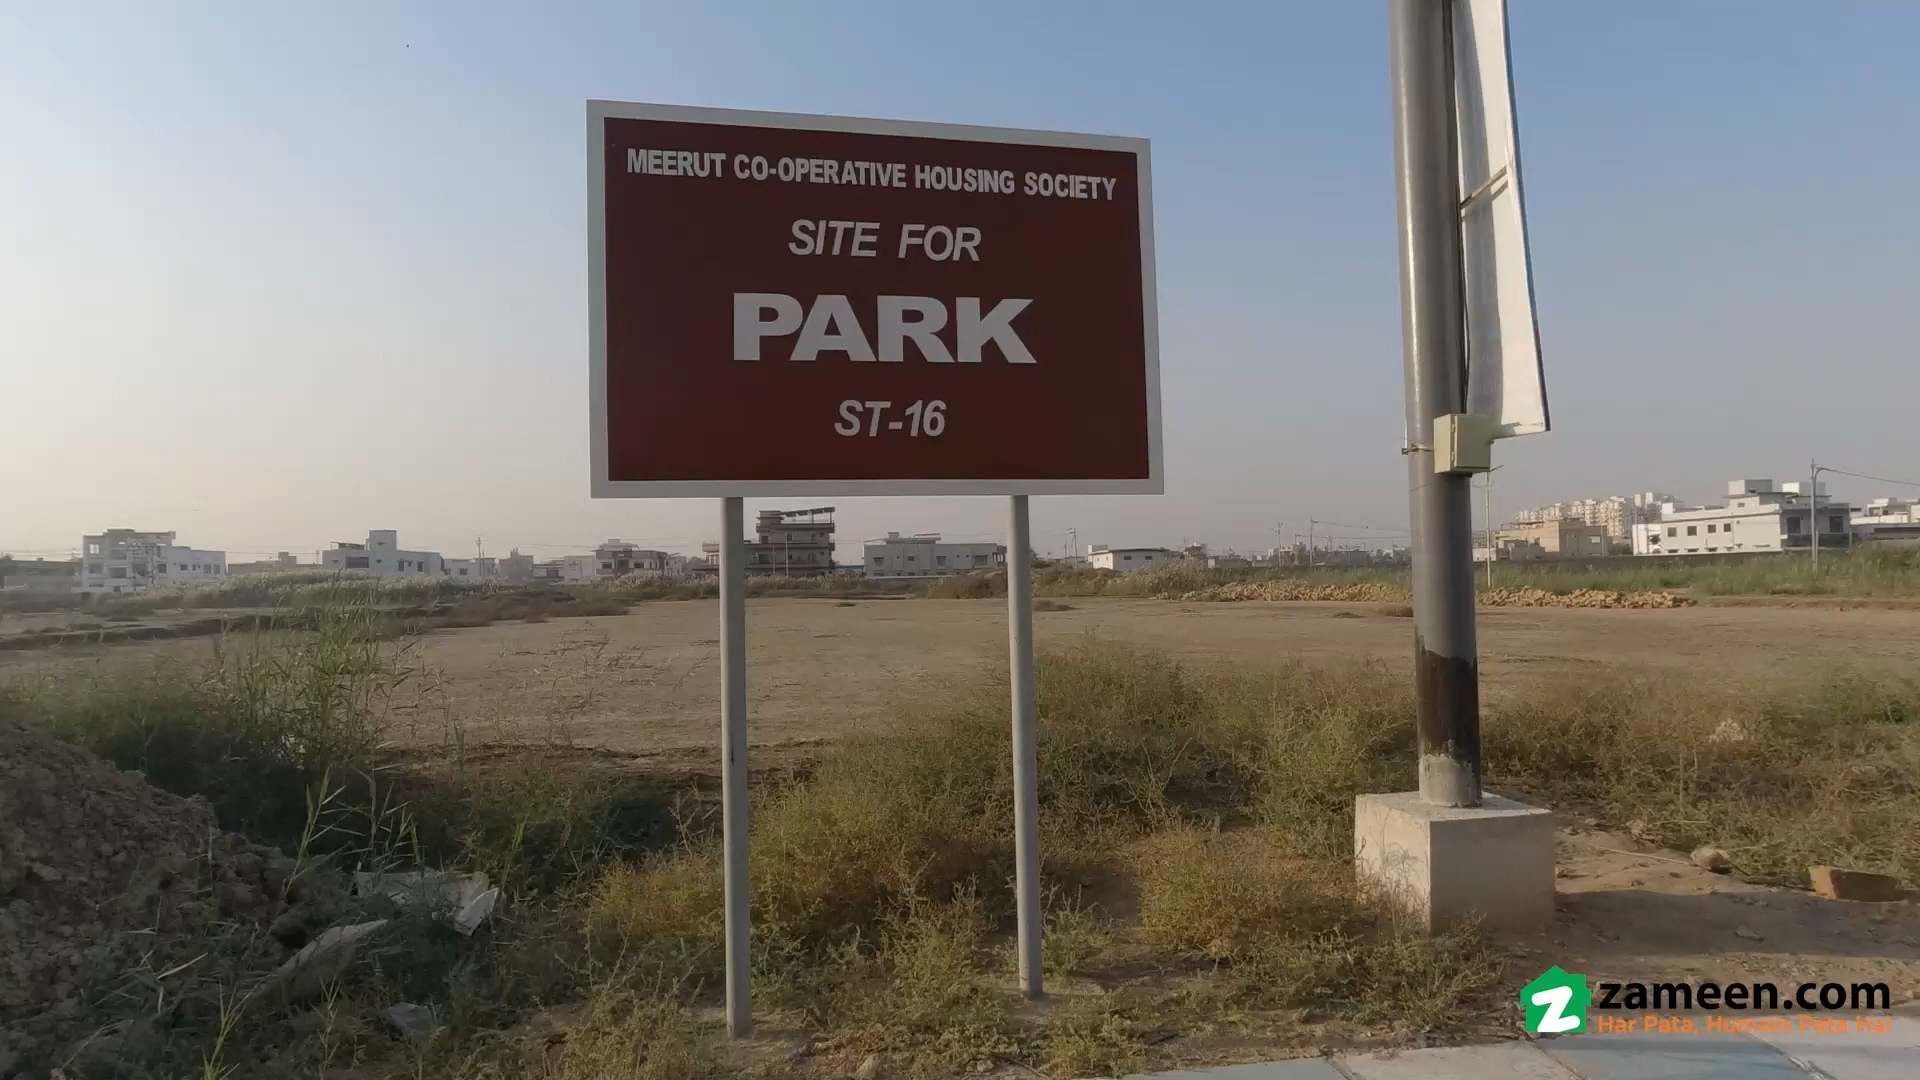 MEERUT CO-OPERATIVE HOUSING SOCIETY
SITE FOR
PARK
ST-16
zameen.com
Har Pata, Humain Pata Hai